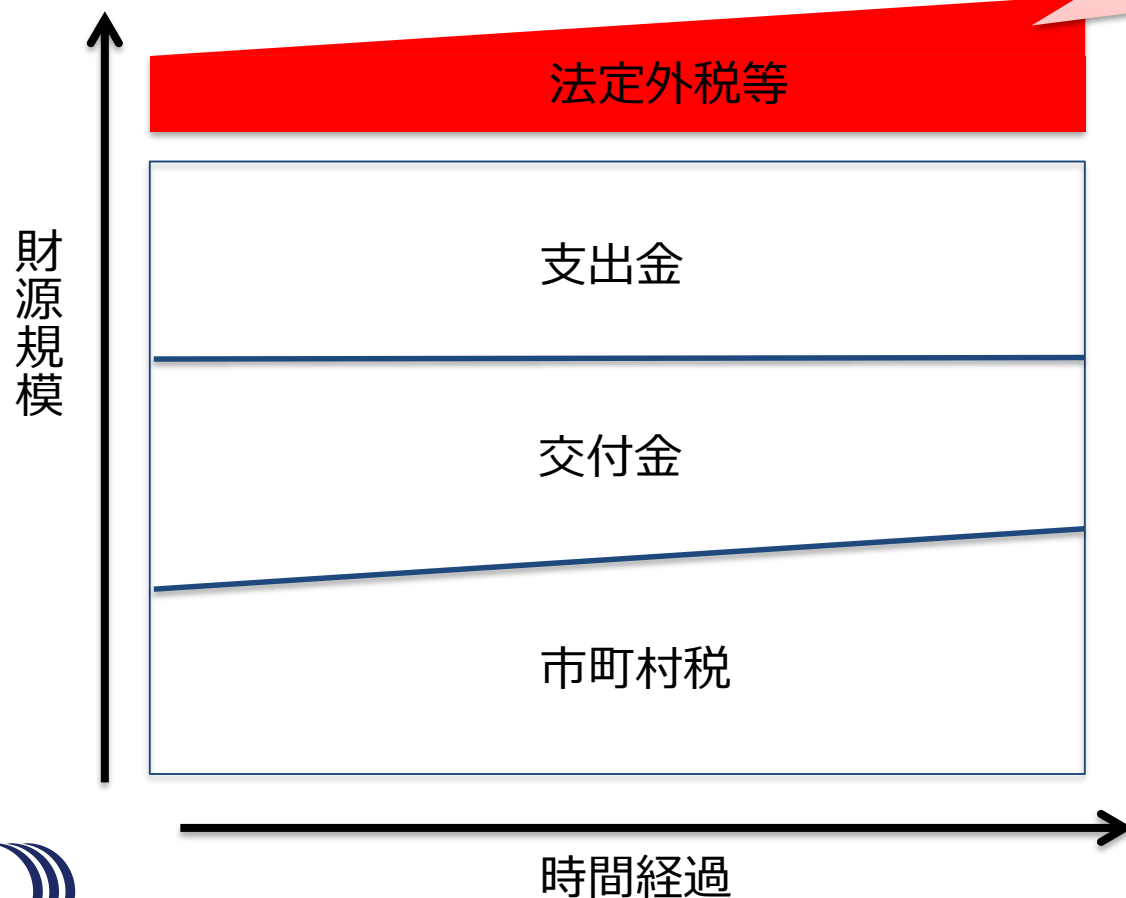 法定外税等
支出金
財源規模
交付金
市町村税
時間経過